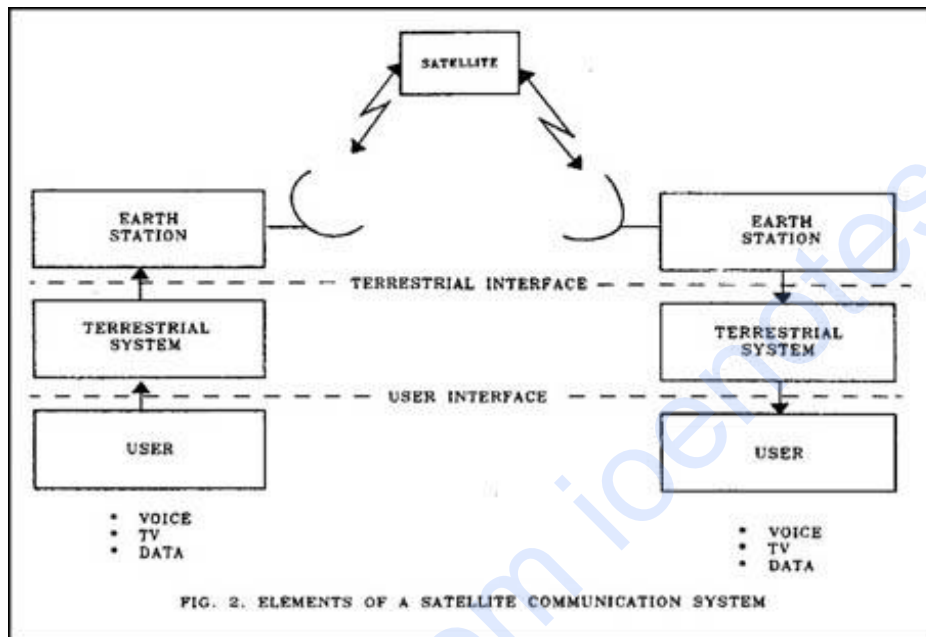 SATELLITE
EARTH
STATION
EARTH
STATION
TERRESTRIAL INTERFACE
TERRESTRIAL
SYSTEM
TERRESTRIAL
SYSTEM
USER INTERFACE
USER
USER
• VOICE
• TV
• DATA
• VOICE
• TV
• DATA
FIG. 2. ELEMENTS OF A SATELLITE COMMUNICATION SYSTEM
m ioenotes